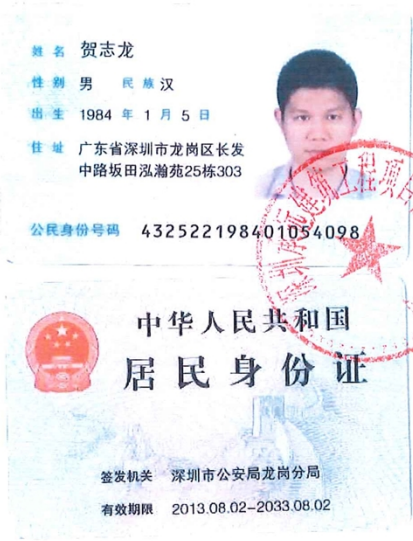 姓名 贺志龙
性别 男 民族 汉
出生 1984 年 1 月 5 日
住址 广东省深圳市龙岗区长发
中路坂田泓瀚苑25栋303
公民身份号码 432522198401054098
中华人民共和国
居民身份证
签发机关 深圳市公安局龙岗分局
有效期限 2013.08.02-2033.08.02